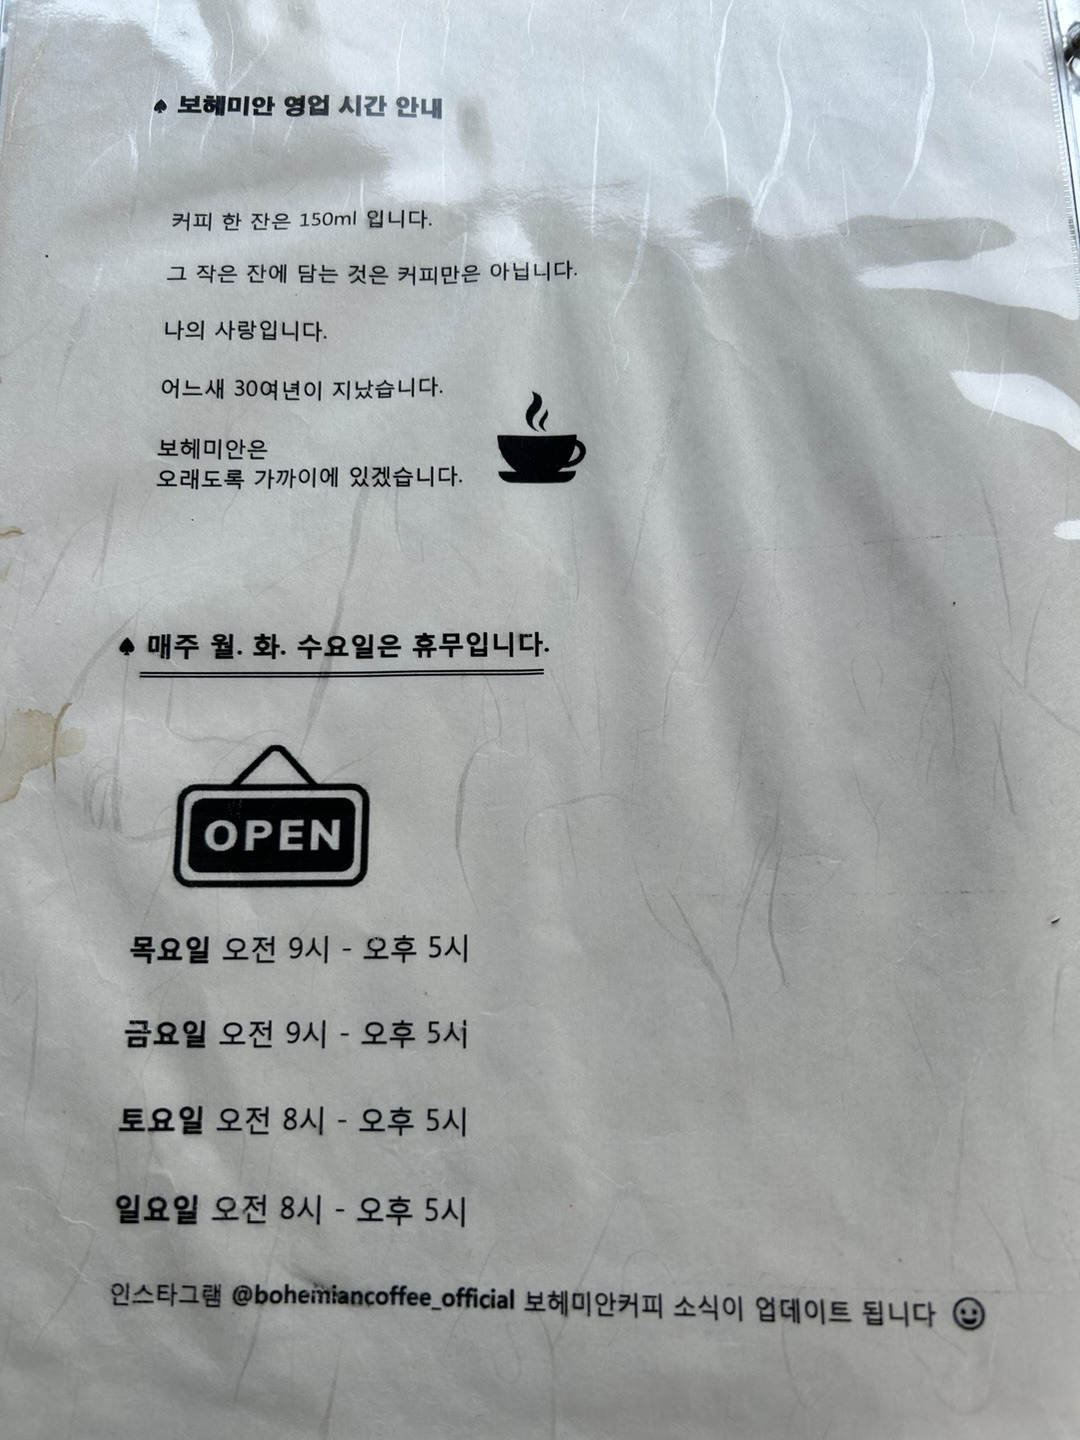 ♠ 보헤미안 영업 시간 안내
커피 한 잔은 150ml 입니다.
그 작은 잔에 담는 것은 커피만은 아닙니다.
나의 사랑입니다.
어느새 30여년이 지났습니다.
보헤미안은
오래도록 가까이에 있겠습니다.
♠ 매주 월. 화. 수요일은 휴무입니다.
OPEN
목요일 오전 9시 - 오후 5시
금요일 오전 9시 - 오후 5시
토요일 오전 8시 - 오후 5시
일요일 오전 8시 - 오후 5시
인스타그램 @bohemiancoffee_official 보헤미안커피 소식이 업데이트 됩니다 ☺